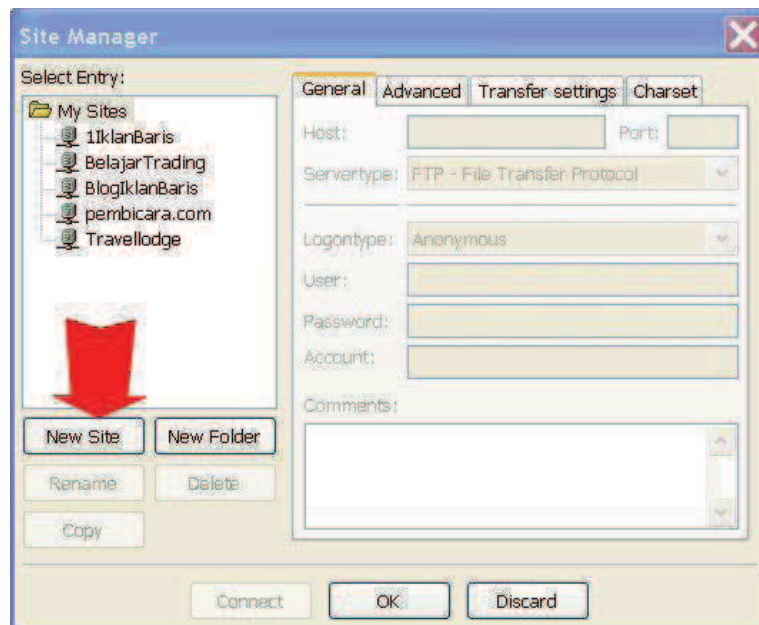 Site Manager
Select Entry:
My Sites
1IklanBaris
BelajarTrading
BlogIklanBaris
pembicara.com
Travellodge
New Site New Folder
Rename Delete
Copy
General Advanced Transfer settings Charset
Host: Port:
Servertype: FTP - File Transfer Protocol
Logontype: Anonymous
User:
Password:
Account:
Comments:
Connect OK Discard